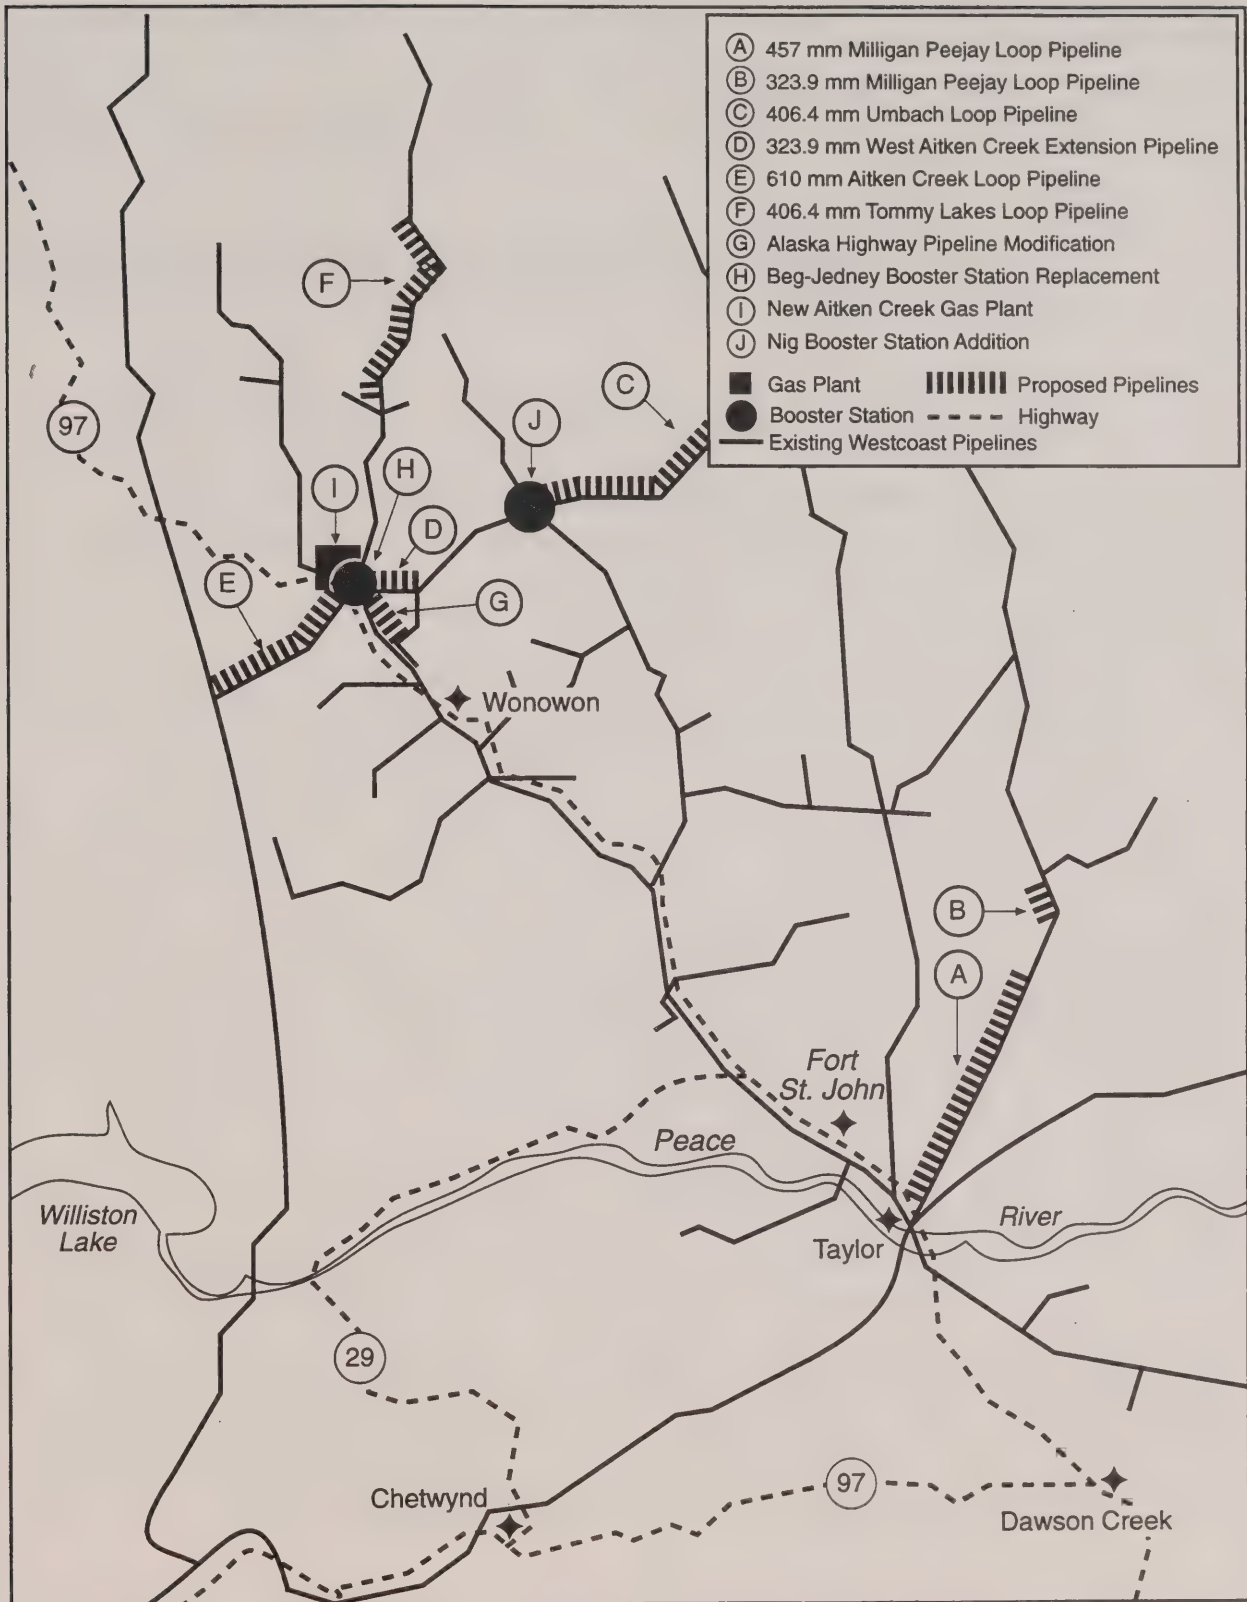 A 457 mm Milligan Peejay Loop Pipeline
B 323.9 mm Milligan Peejay Loop Pipeline
C 406.4 mm Umbach Loop Pipeline
D 323.9 mm West Aitken Creek Extension Pipeline
E 610 mm Aitken Creek Loop Pipeline
F 406.4 mm Tommy Lakes Loop Pipeline
G Alaska Highway Pipeline Modification
H Beg-Jedney Booster Station Replacement
I New Aitken Creek Gas Plant
J Nig Booster Station Addition
Gas Plant Proposed Pipelines
Booster Station Highway
Existing Westcoast Pipelines
F
C
97
J
H
I
D
E
G
Wonowon
B
A
Fort
St. John
Peace
Williston
Lake
River
Taylor
29
97
Chetwynd
Dawson Creek